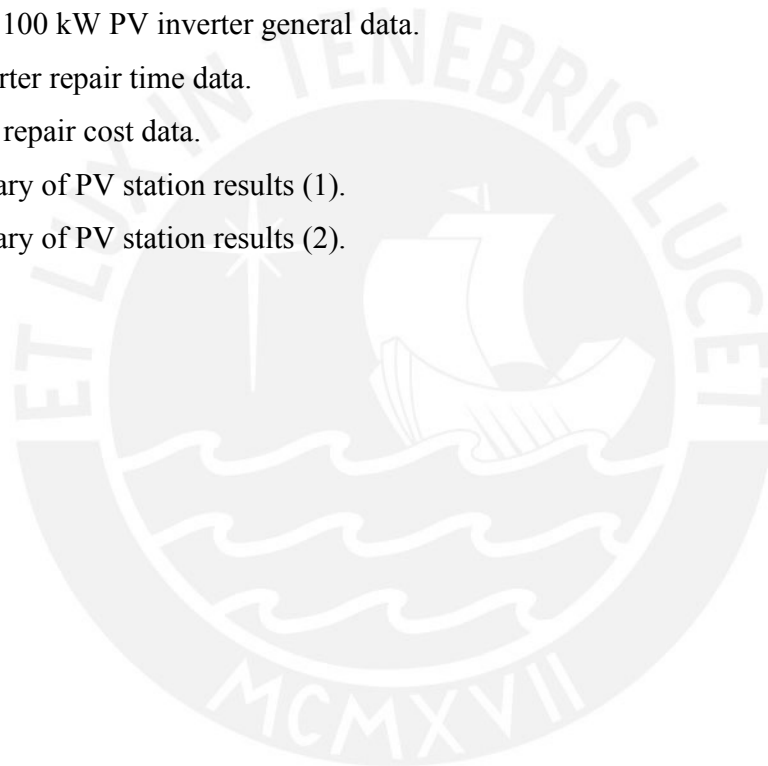 100 kW PV inverter general data.
rter repair time data.
repair cost data.
ary of PV station results (1).
ary of PV station results (2).
ET LUX IN TENEBRIS LUCET
MCMXVII